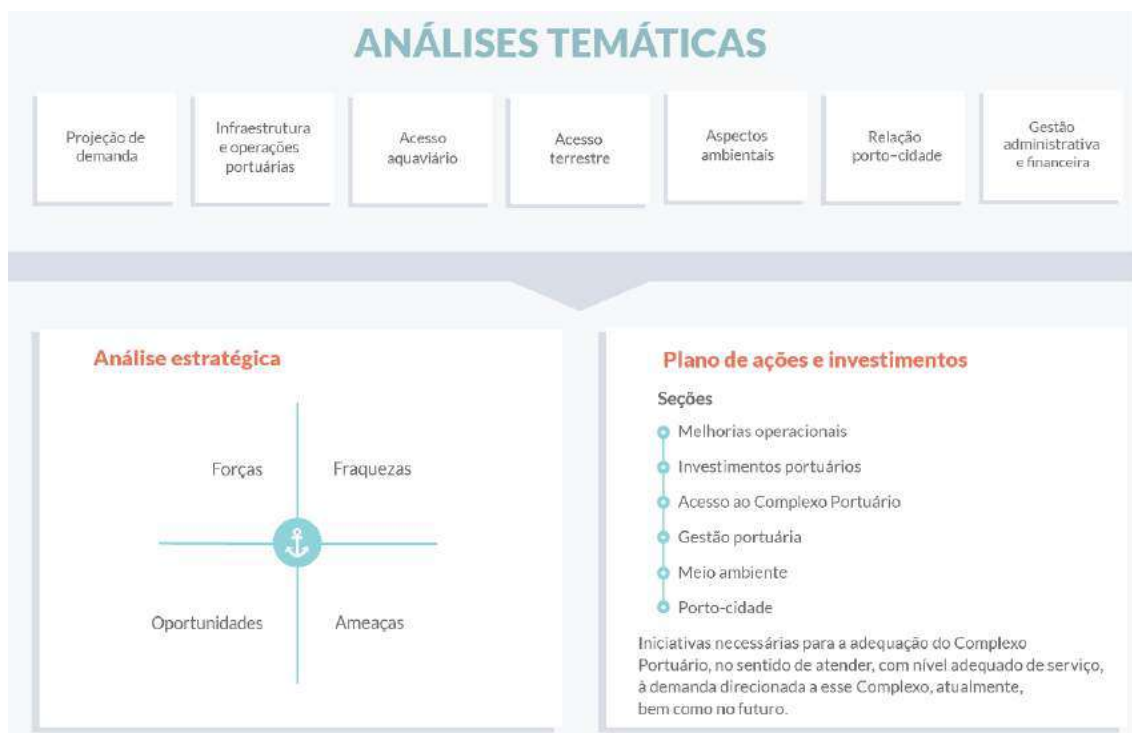 ANÁLISES TEMÁTICAS
Projeção de
demanda
Infraestrutura
e operações
portuárias
Acesso
aquaviário
Acesso
terrestre
Aspectos
ambientais
Relação
porto-cidade
Gestão
administrativa
e financeira
Análise estratégica
Forças
Fraquezas
Oportunidades
Ameaças
Plano de ações e investimentos
Seções
Melhorias operacionais
Investimentos portuários
Acesso ao Complexo Portuário
Gestão portuária
Meio ambiente
Porto-cidade
Iniciativas necessárias para a adequação do Complexo
Portuário, no sentido de atender, com nível adequado de serviço,
à demanda direcionada a esse Complexo, atualmente,
bem como no futuro.